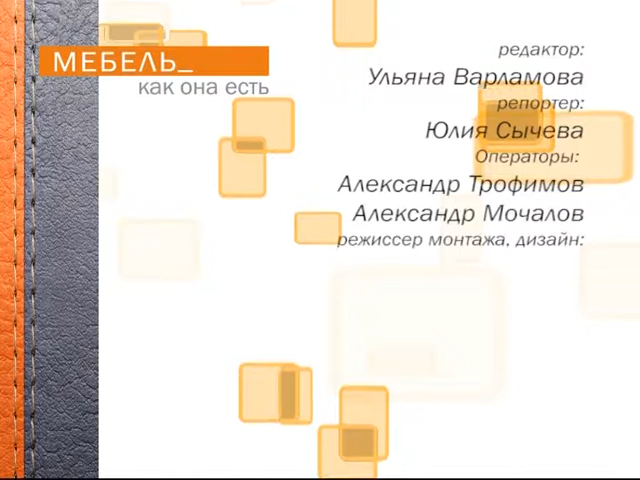 МЕБЕЛЬ_
как она есть
редактор:
Ульяна Варламова
репортер:
Юлия Сычева
Операторы:
Александр Трофимов
Александр Мочалов
режиссер монтажа, дизайн: